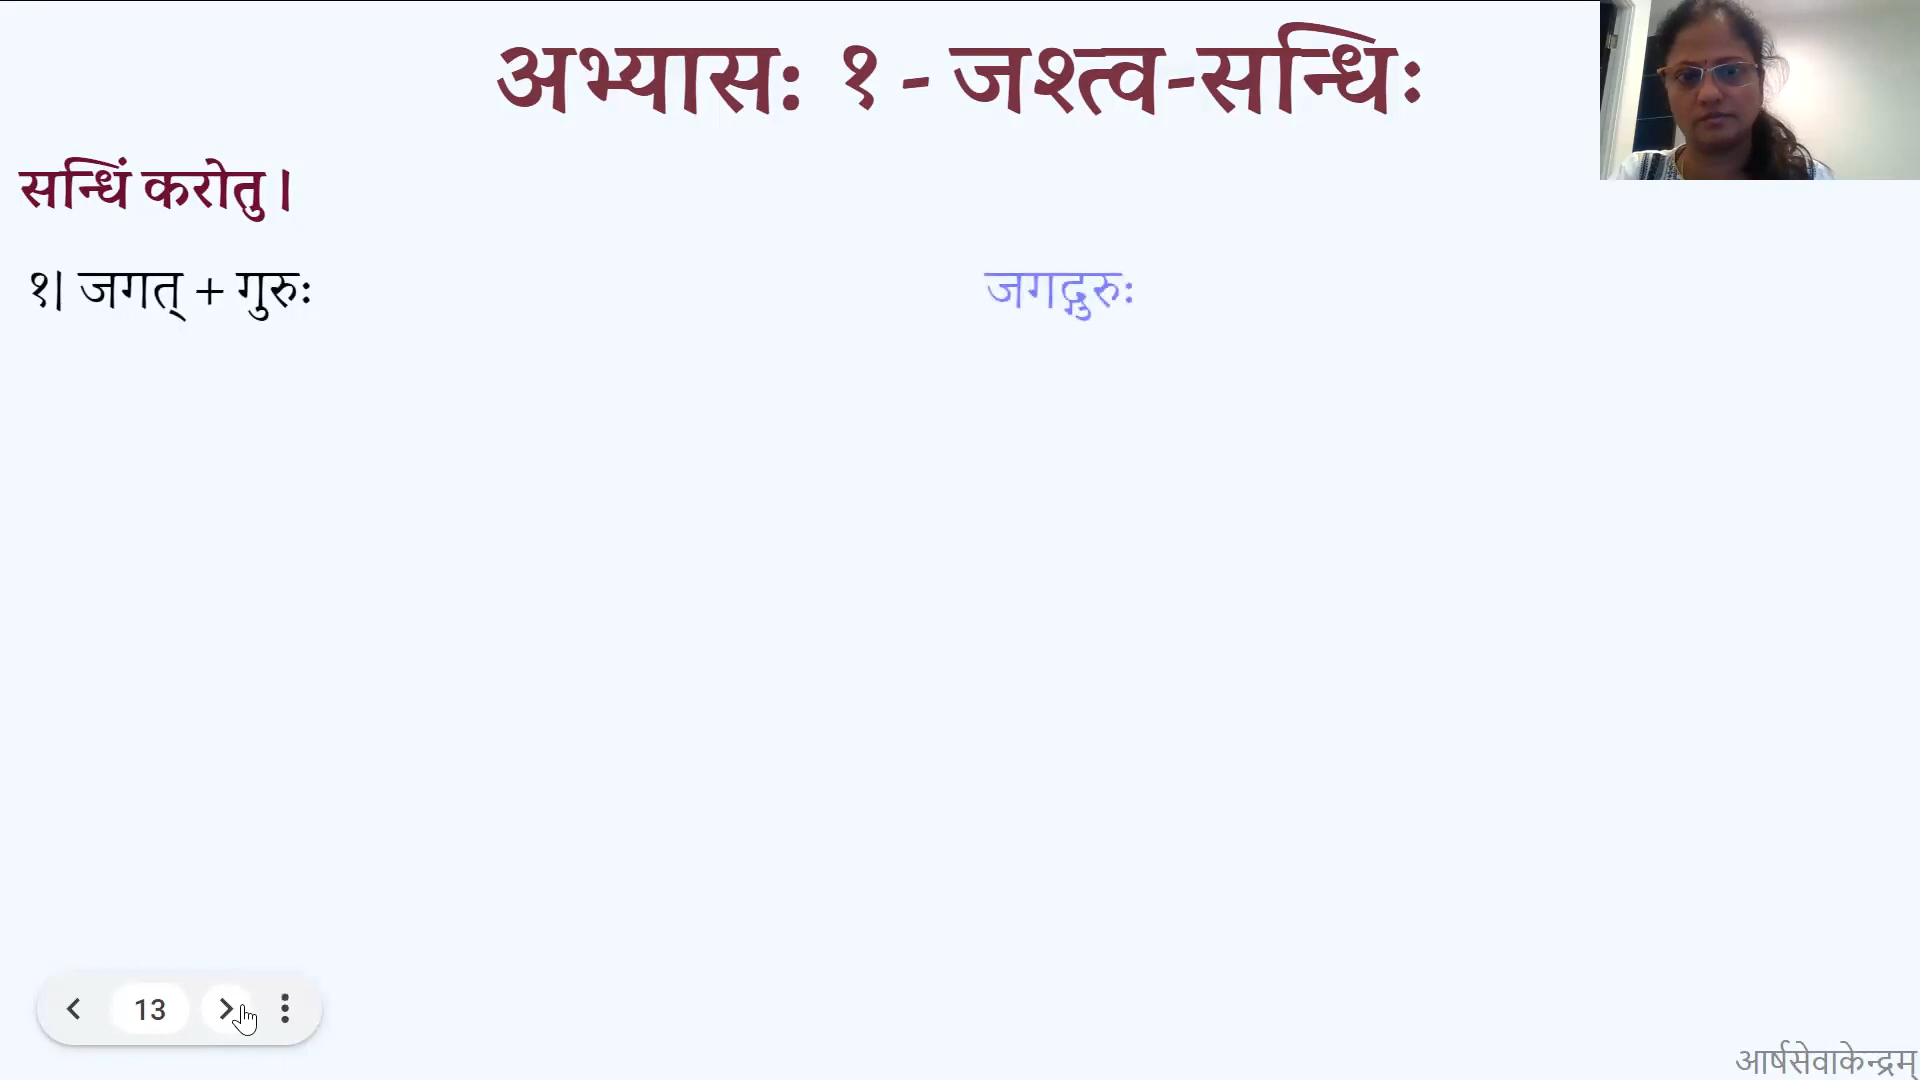 अभ्यास: १ - जश्त्व-सन्धिः
सन्धिं करोतु।
१| जगत् + गुरुः
जगद्गुरुः
13
आर्षसेवाकेन्द्रम्